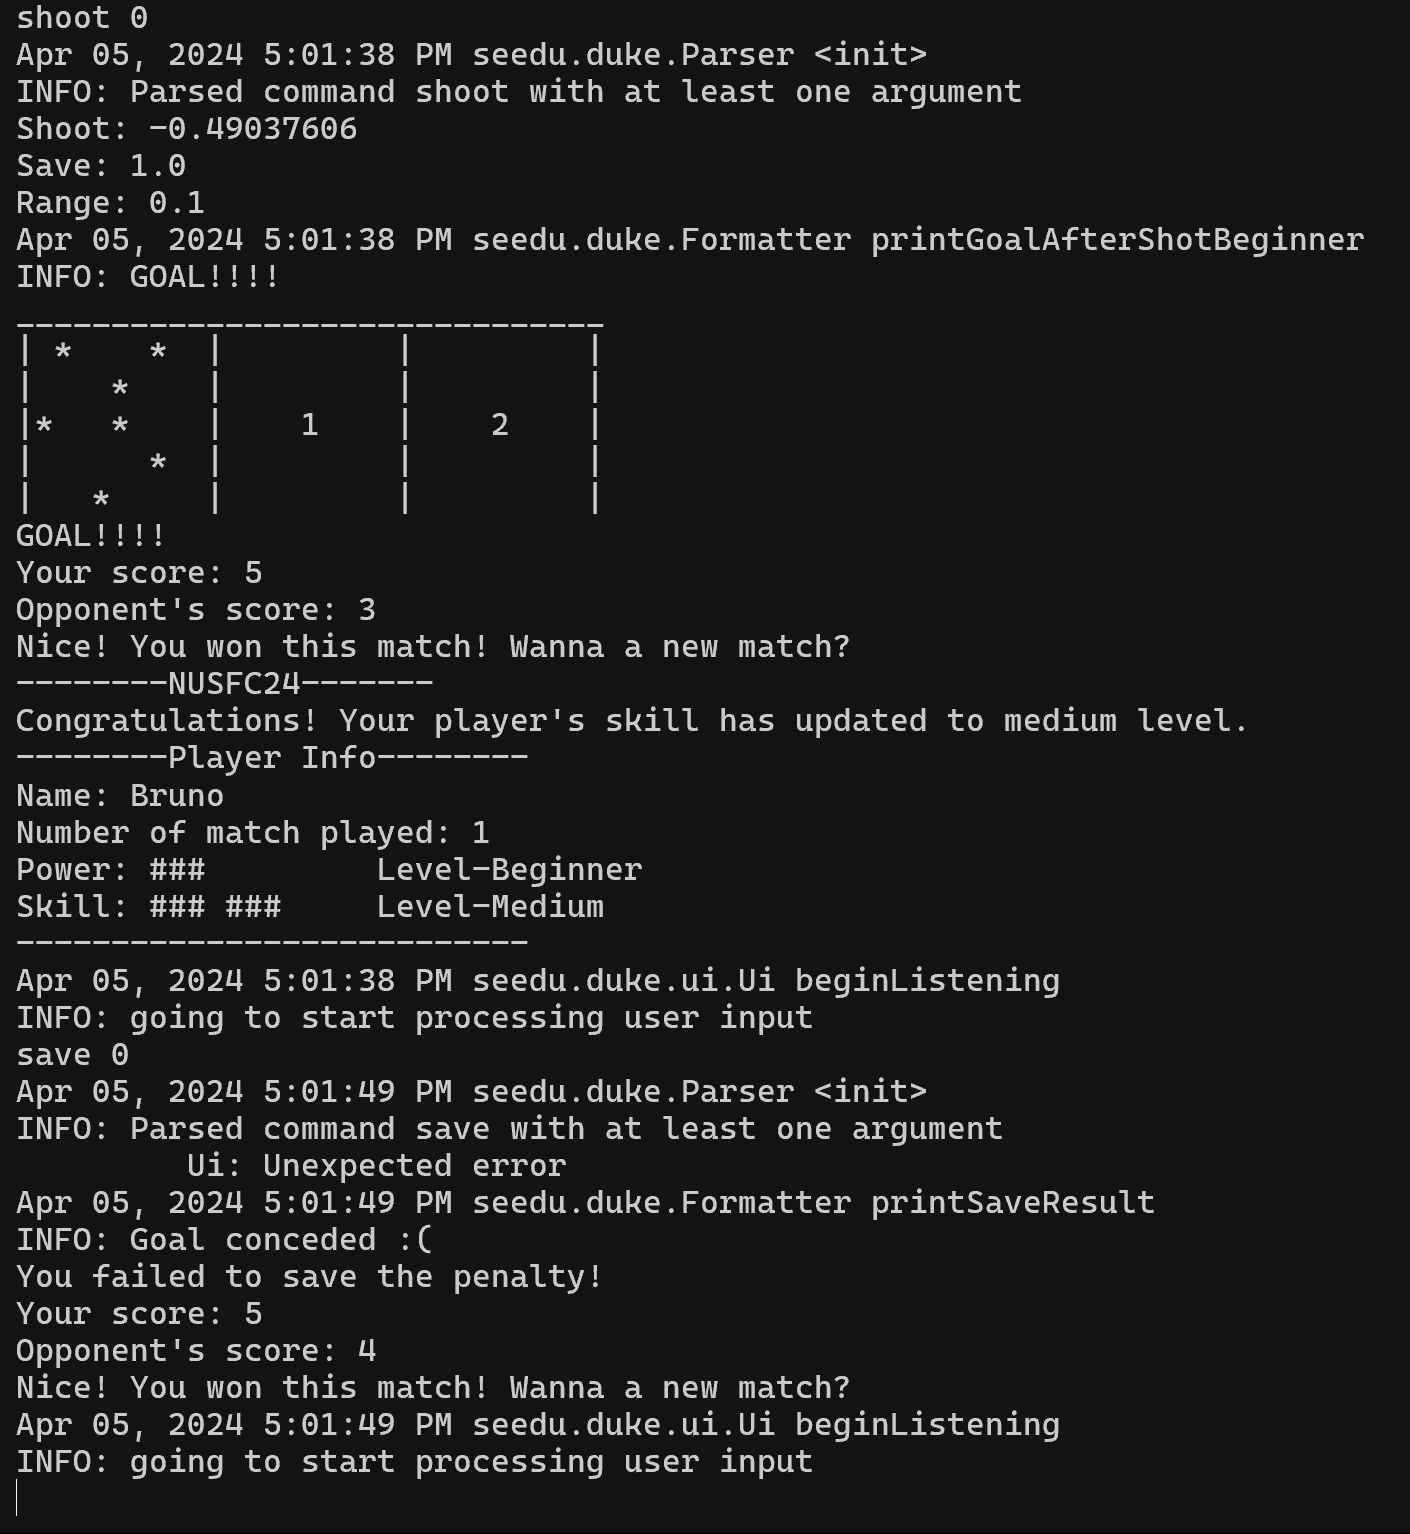 shoot 0
Apr 05, 2024 5:01:38 PM seedu.duke.Parser <init>
INFO: Parsed command shoot with at least one argument
Shoot: -0.49037606
Save: 1.0
Range: 0.1
Apr 05, 2024 5:01:38 PM seedu.duke.Formatter printGoalAfterShotBeginner
INFO: GOAL!!!!
_______________________________
| *    *  |         |         |
|    *    |         |         |
|*   *    |    1    |    2    |
|      *  |         |         |
|   *     |         |         |
GOAL!!!!
Your score: 5
Opponent's score: 3
Nice! You won this match! Wanna a new match?
--------NUSFC24-------
Congratulations! Your player's skill has updated to medium level.
--------Player Info--------
Name: Bruno
Number of match played: 1
Power: ###         Level-Beginner
Skill: ### ###     Level-Medium
---------------------------
Apr 05, 2024 5:01:38 PM seedu.duke.ui.Ui beginListening
INFO: going to start processing user input
save 0
Apr 05, 2024 5:01:49 PM seedu.duke.Parser <init>
INFO: Parsed command save with at least one argument
         Ui: Unexpected error
Apr 05, 2024 5:01:49 PM seedu.duke.Formatter printSaveResult
INFO: Goal conceded :(
You failed to save the penalty!
Your score: 5
Opponent's score: 4
Nice! You won this match! Wanna a new match?
Apr 05, 2024 5:01:49 PM seedu.duke.ui.Ui beginListening
INFO: going to start processing user input